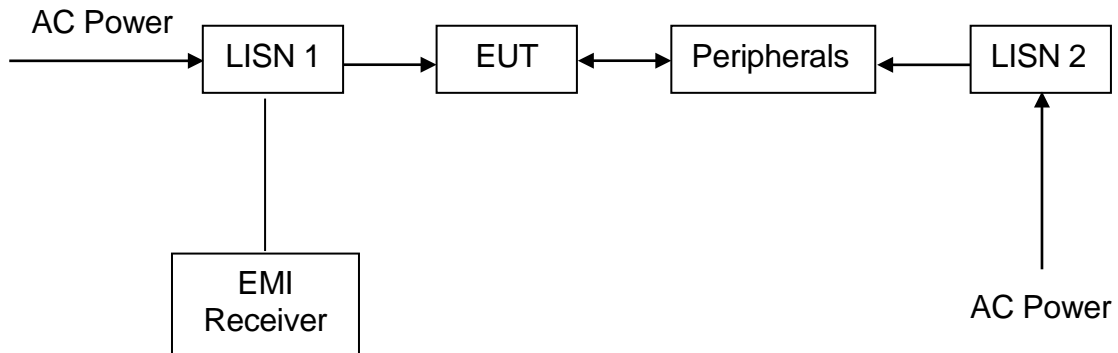 AC Power
LISN 1
EUT
Peripherals
LISN 2
EMI
Receiver
AC Power